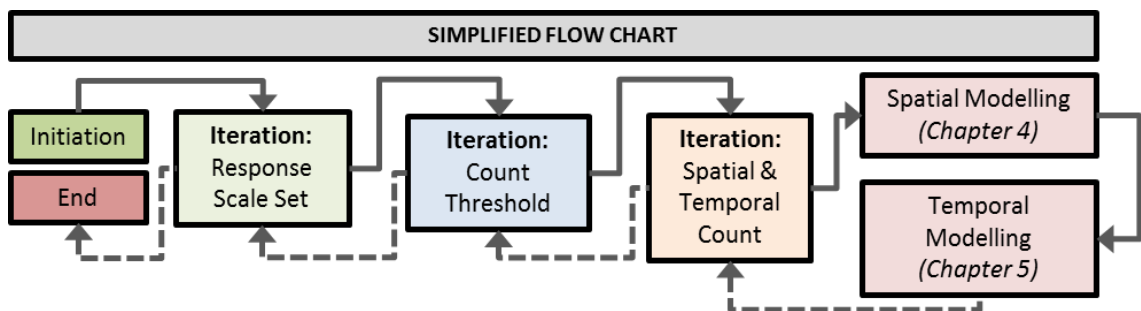 SIMPLIFIED FLOW CHART
Initiation
End
Iteration:
Response
Scale Set
Iteration:
Count
Threshold
Iteration:
Spatial &
Temporal
Count
Spatial Modelling
(Chapter 4)
Temporal
Modelling
(Chapter 5)